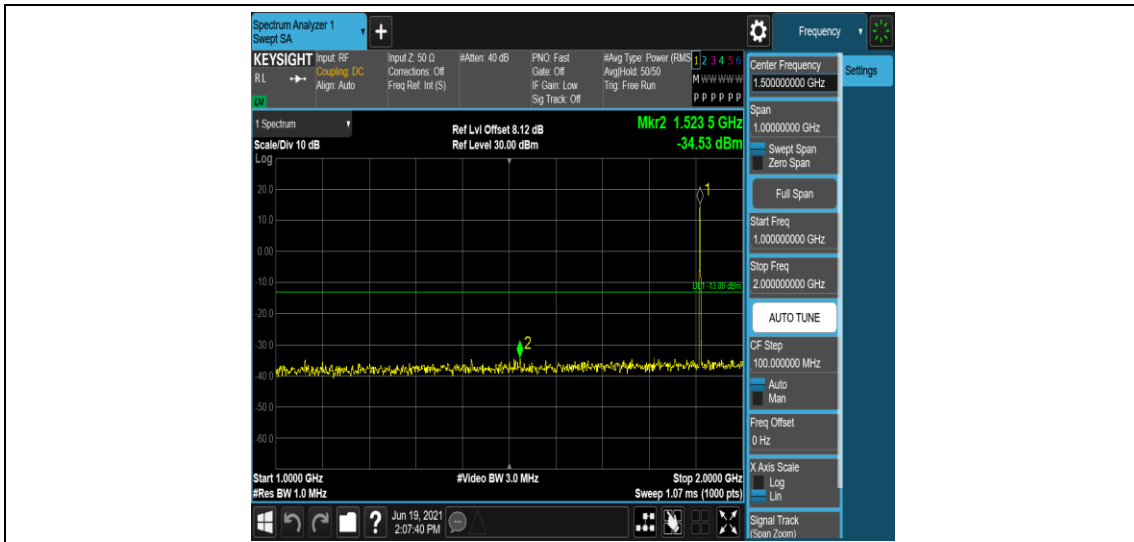 Spectrum Analyzer 1
Swept SA
+
Frequency
KEYSIGHT
RL
LXI
Input: RF
Coupling: DC
Align: Auto
Input Z: 50 Ω
Corrections: Off
Freq Ref: Int (S)
#Atten: 40 dB
PNO: Fast
Gate: Off
IF Gain: Low
Sig Track: Off
#Avg Type: Power (RMS
Avg|Hold: 50/50
Trig: Free Run
1 2 3 4 5 6
M W W W W W
P P P P P P
Center Frequency
1.500000000 GHz
Settings
1 Spectrum
Scale/Div 10 dB
Log
Ref Lvl Offset 8.12 dB
Ref Level 30.00 dBm
Mkr2 1.523 5 GHz
-34.53 dBm
Span
1.00000000 GHz
Swept Span
Zero Span
Full Span
Start Freq
1.000000000 GHz
Stop Freq
2.000000000 GHz
AUTO TUNE
CF Step
100.000000 MHz
Auto
Man
Freq Offset
0 Hz
X Axis Scale
Log
Lin
Signal Track
(Span Zoom)
20.0
10.0
0.00
-10.0
-20.0
-30.0
-40.0
-50.0
-60.0
1
DL1 -13.00 dBm
2
Start 1.0000 GHz
#Res BW 1.0 MHz
#Video BW 3.0 MHz
Stop 2.0000 GHz
Sweep 1.07 ms (1000 pts)
?
Jun 19, 2021
2:07:40 PM